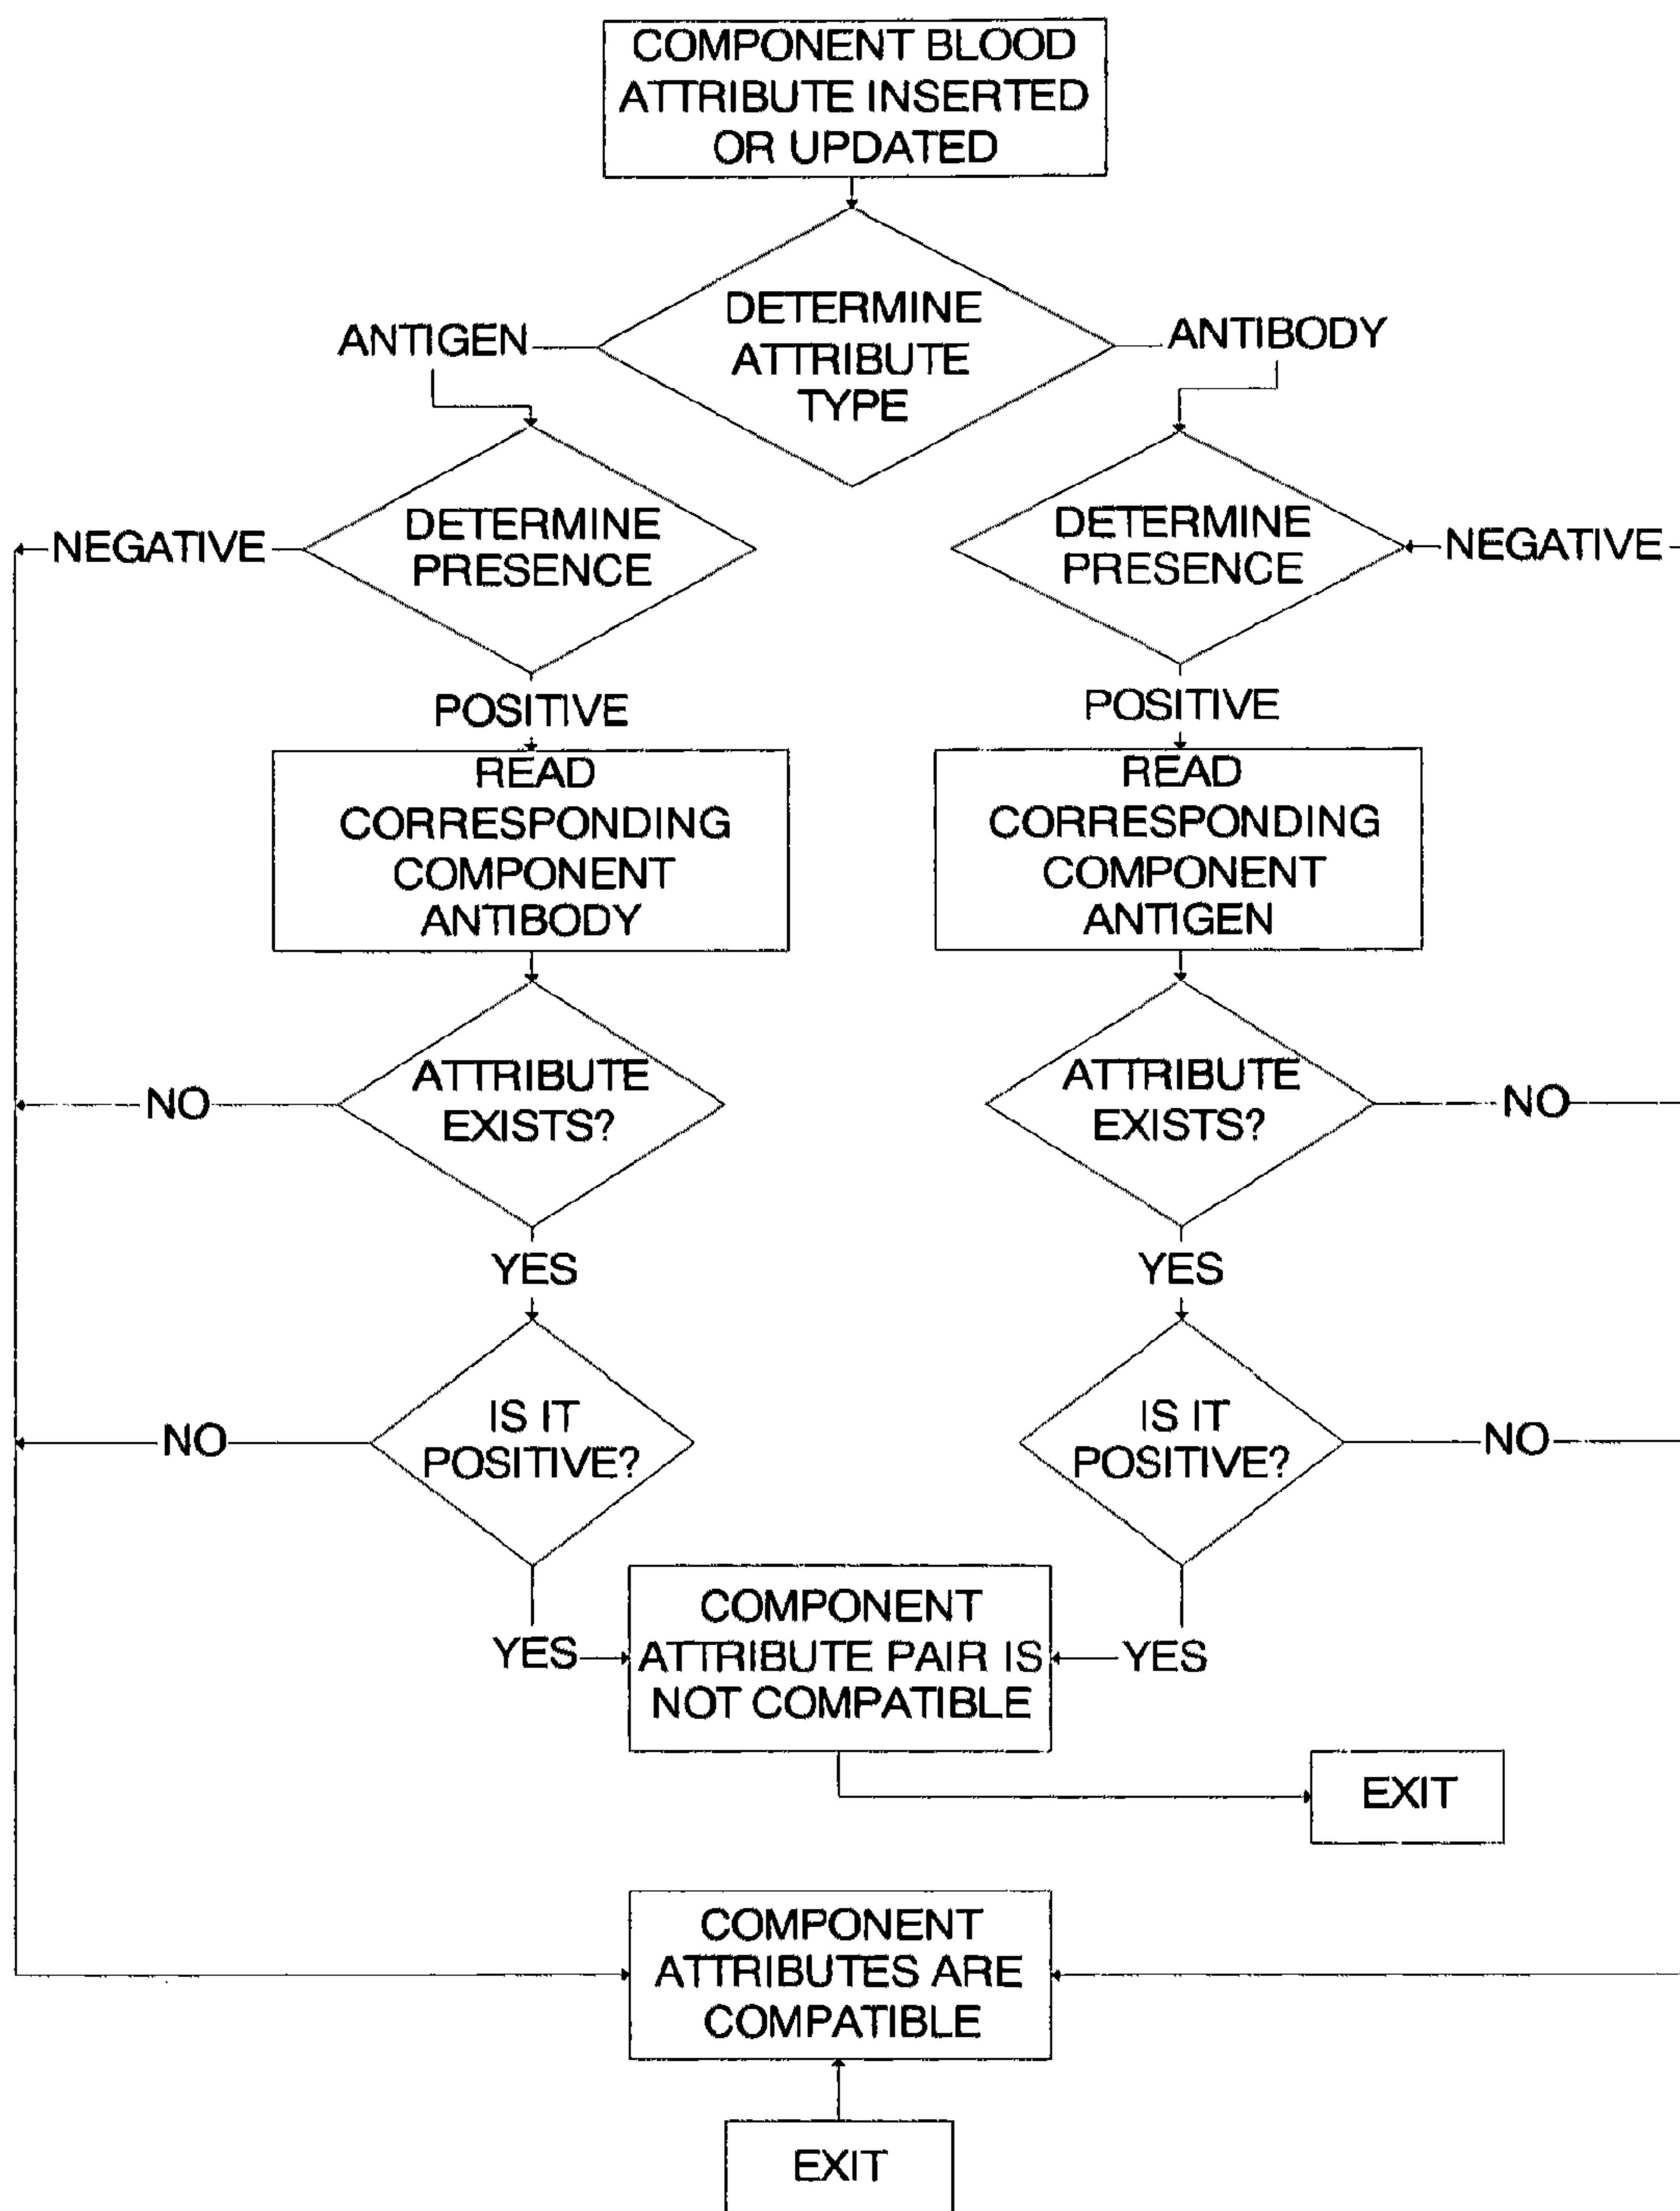 COMPONENT BLOOD
ATTRIBUTE INSERTED
OR UPDATED
DETERMINE
ATTRIBUTE
TYPE
ANTIGEN
ANTIBODY
DETERMINE
PRESENCE
NEGATIVE
DETERMINE
PRESENCE
NEGATIVE
POSITIVE
POSITIVE
READ
CORRESPONDING
COMPONENT
ANTIBODY
READ
CORRESPONDING
COMPONENT
ANTIGEN
ATTRIBUTE
EXISTS?
NO
ATTRIBUTE
EXISTS?
NO
YES
YES
IS IT
POSITIVE?
NO
IS IT
POSITIVE?
NO
YES
COMPONENT
ATTRIBUTE PAIR IS
NOT COMPATIBLE
YES
EXIT
COMPONENT
ATTRIBUTES ARE
COMPATIBLE
EXIT